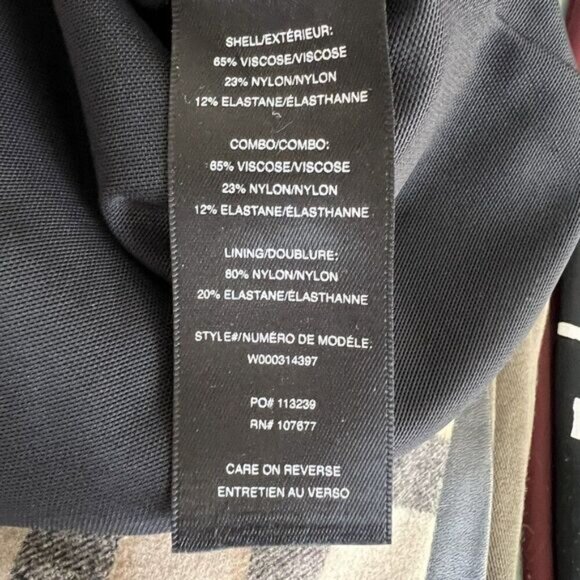 SHELL/EXTÉRIEUR:
65% VISCOSE/VISCOSE
23% NYLON/NYLON
12% ELASTANE/ÉLASTHANNE
COMBO/COMBO:
65% VISCOSE/VISCOSE
23% NYLON/NYLON
12% ELASTANE/ÉLASTHANNE
LINING/DOUBLURE:
80% NYLON/NYLON
20% ELASTANE/ÉLASTHANNE
STYLE#/NUMÉRO DE MODÉLE:
W000314397
PO# 113239
RN# 107677
CARE ON REVERSE
ENTRETIEN AU VERSO